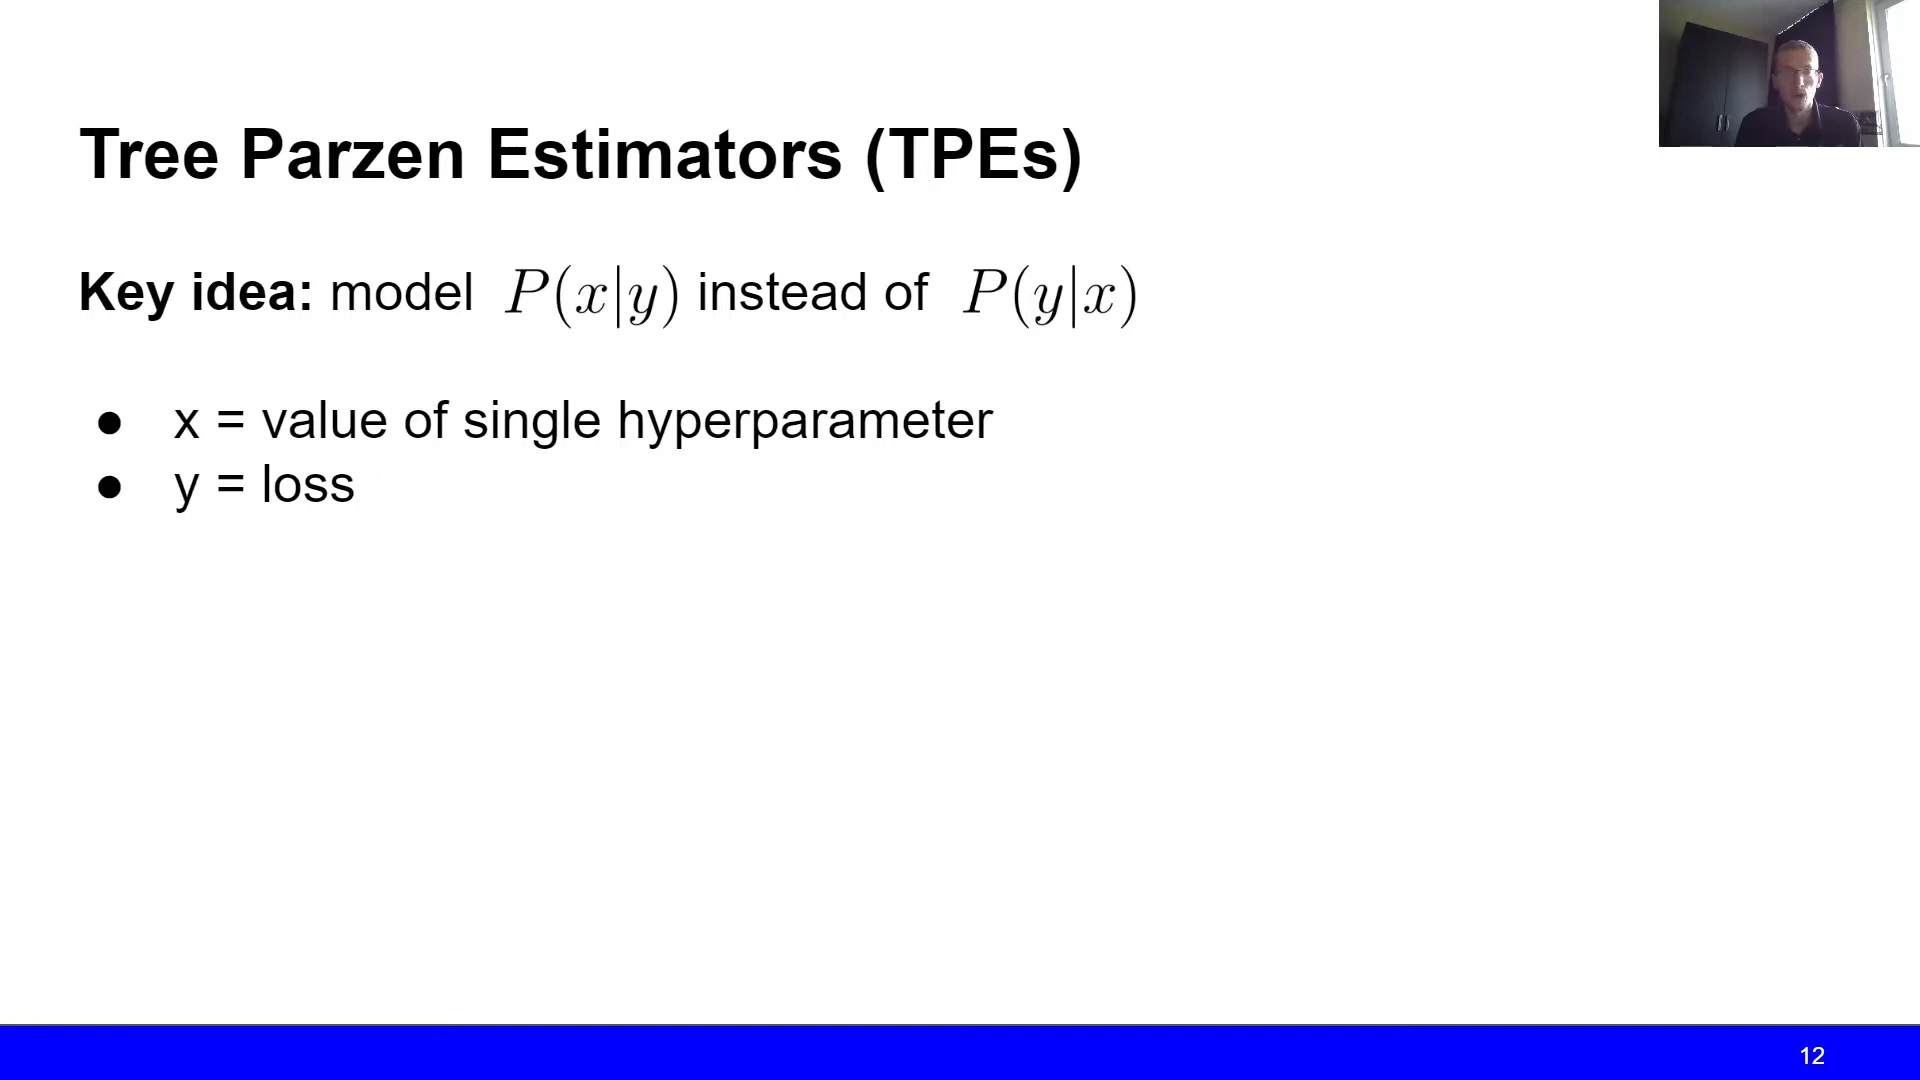 Tree Parzen Estimators (TPEs)
Key idea: model P(x|y) instead of P(y|x)
● x = value of single hyperparameter
● y = loss
12